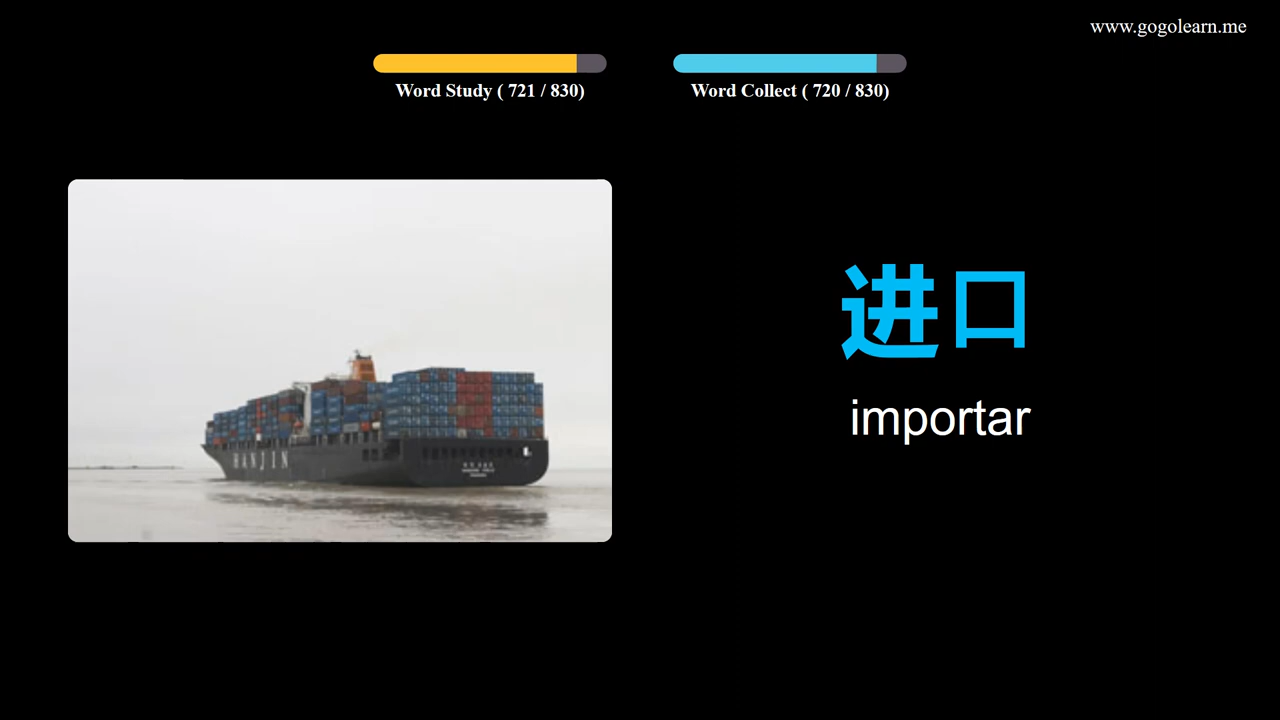 www.gogolearn.me
Word Study ( 721 / 830)
Word Collect ( 720 / 830)
进口
importar
HANJIN